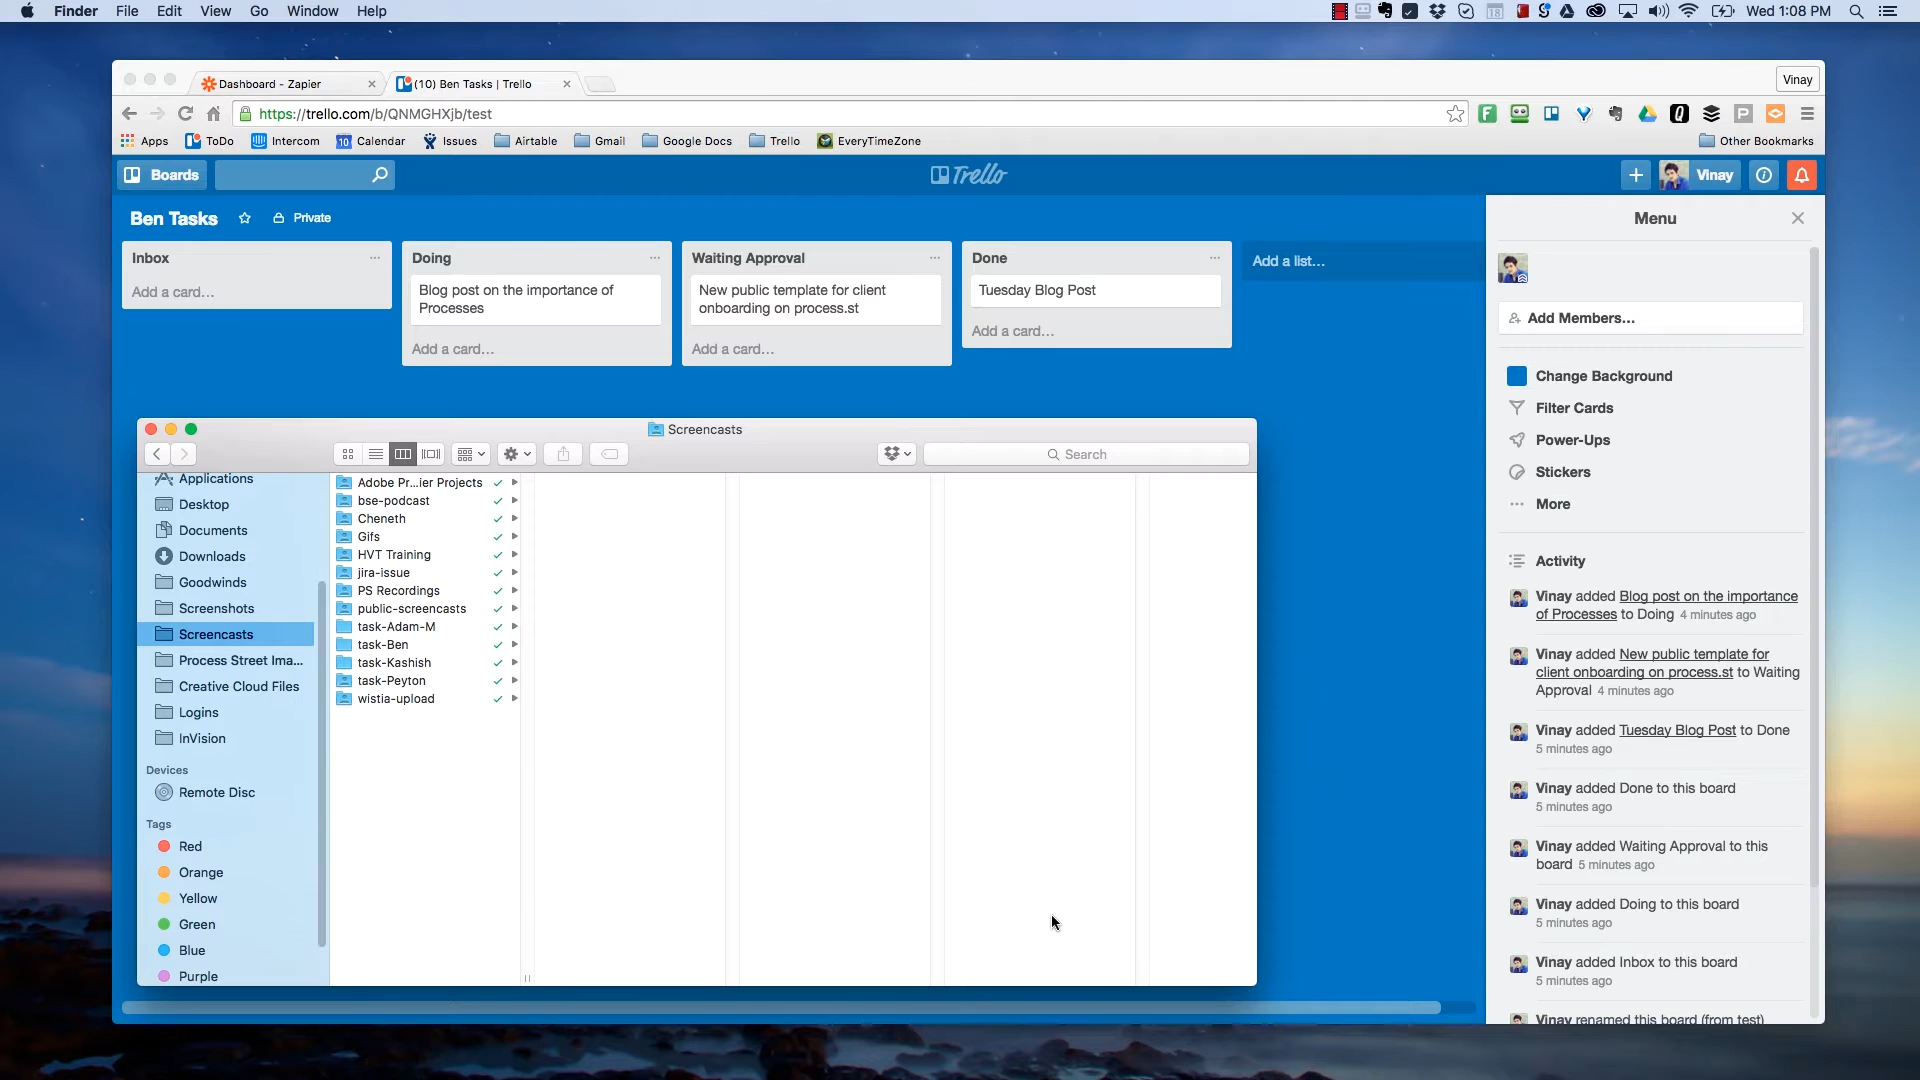 Finder File Edit View Go Window Help
Wed 1:08 PM
Dashboard - Zapier
(10) Ben Tasks | Trello
Vinay
https://trello.com/b/QNMGHXjb/test
Apps ToDo Intercom Calendar Issues Airtable Gmail Google Docs Trello EveryTimeZone Other Bookmarks
Boards
Trello
Vinay
Ben Tasks Private
Inbox
Add a card...
Doing
Blog post on the importance of
Processes
Add a card...
Waiting Approval
New public template for client
onboarding on process.st
Add a card...
Done
Tuesday Blog Post
Add a card...
Add a list...
Menu
Add Members...
Change Background
Filter Cards
Power-Ups
Stickers
More
Activity
Vinay added Blog post on the importance
of Processes to Doing 4 minutes ago
Vinay added New public template for
client onboarding on process.st to Waiting
Approval 4 minutes ago
Vinay added Tuesday Blog Post to Done
5 minutes ago
Vinay added Done to this board
5 minutes ago
Vinay added Waiting Approval to this
board 5 minutes ago
Vinay added Doing to this board
5 minutes ago
Vinay added Inbox to this board
5 minutes ago
Vinay renamed this board (from test)
Screencasts
Search
Applications
Desktop
Documents
Downloads
Goodwinds
Screenshots
Screencasts
Process Street Ima...
Creative Cloud Files
Logins
InVision
Devices
Remote Disc
Tags
Red
Orange
Yellow
Green
Blue
Purple
Adobe Pr...ier Projects
bse-podcast
Cheneth
Gifs
HVT Training
jira-issue
PS Recordings
public-screencasts
task-Adam-M
task-Ben
task-Kashish
task-Peyton
wistia-upload